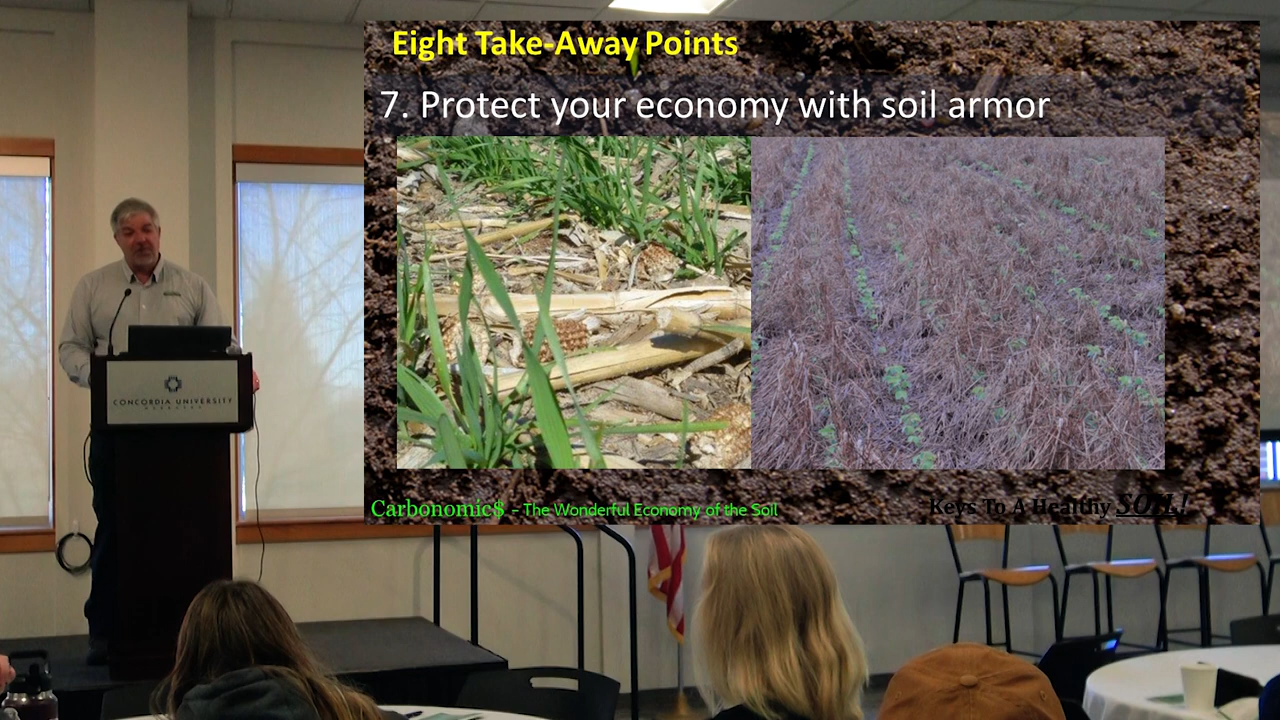 Eight Take-Away Points
7. Protect your economy with soil armor
Carbonomic$ - The Wonderful Economy of the Soil
Keys To A Healthy SOIL!
CONCORDIA UNIVERSITY
NEBRASKA